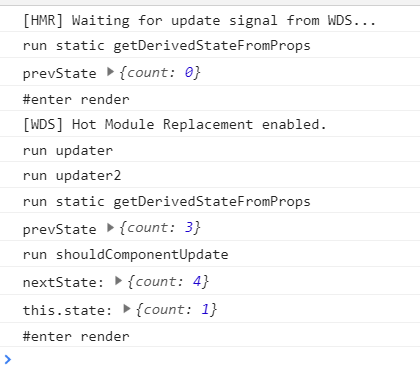 [HMR] Waiting for update signal from WDS...
run static getDerivedStateFromProps
prevState ▶{count: 0}
#enter render
[WDS] Hot Module Replacement enabled.
run updater
run updater2
run static getDerivedStateFromProps
prevState ▶{count: 3}
run shouldComponentUpdate
nextState: ▶{count: 4}
this.state: ▶{count: 1}
#enter render